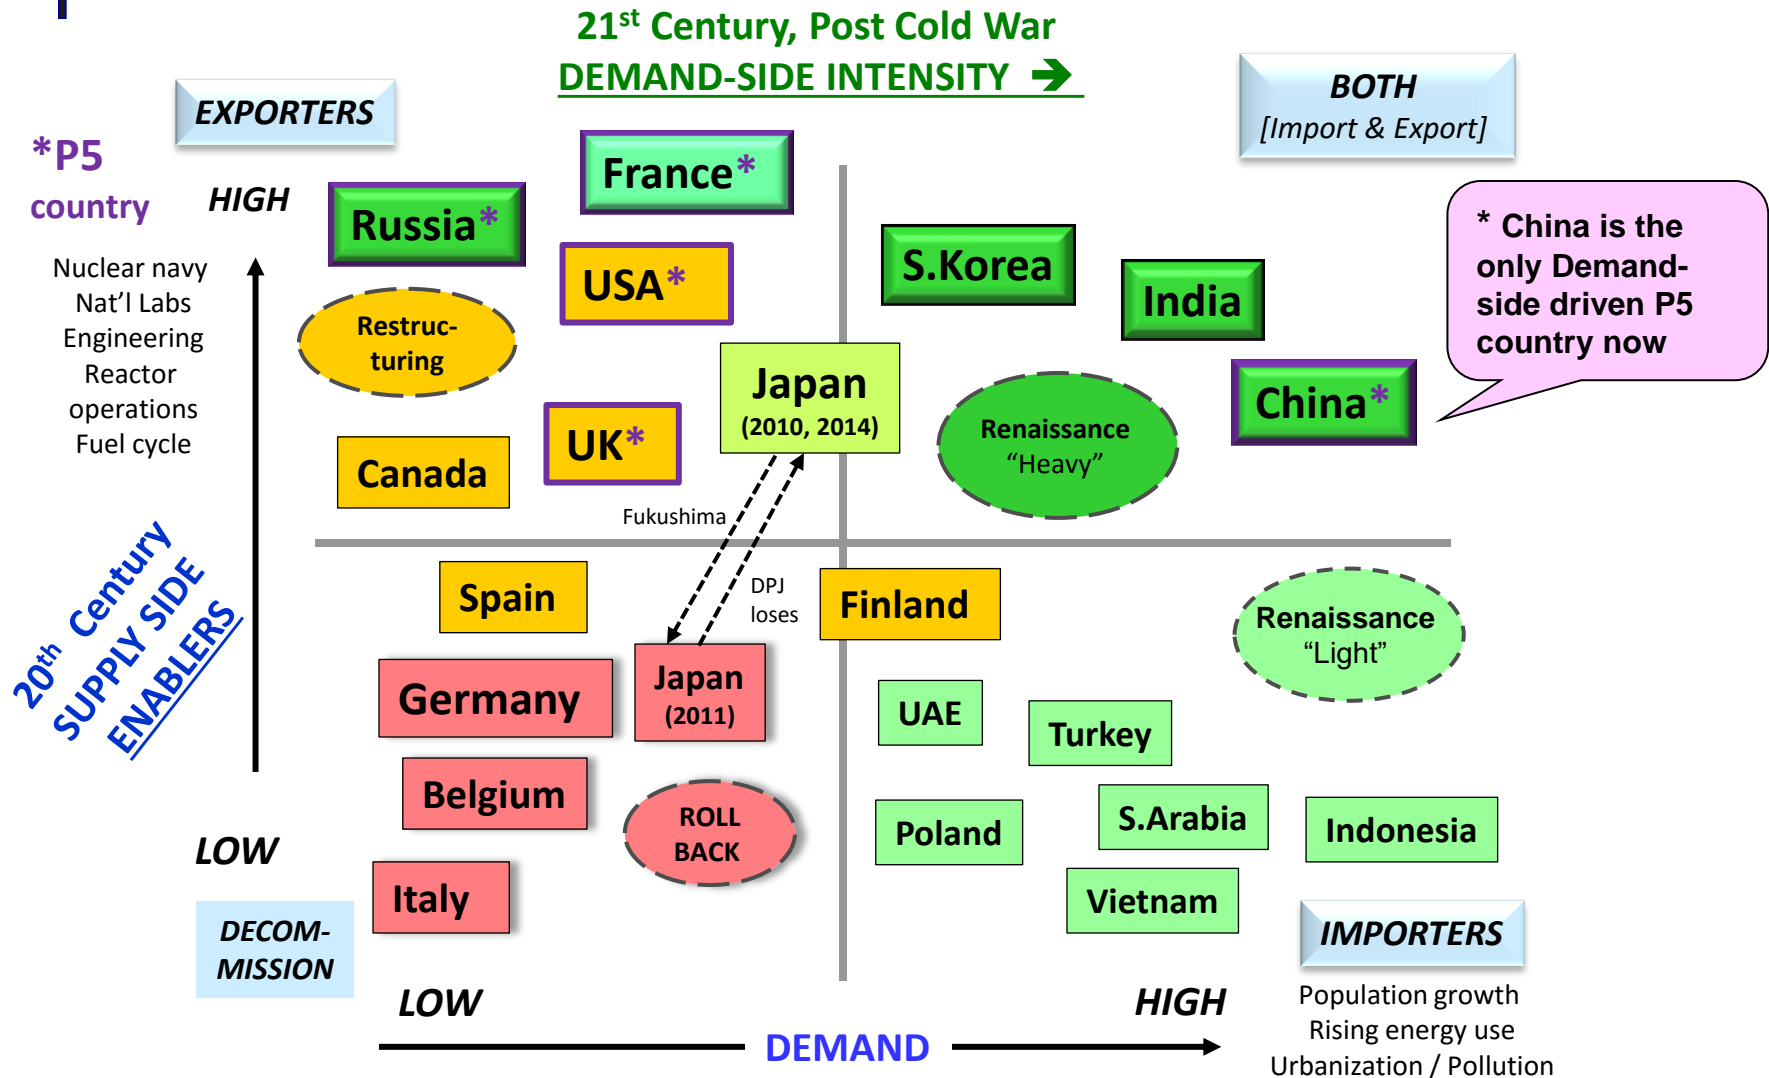 21st Century, Post Cold War
DEMAND-SIDE INTENSITY ➔
EXPORTERS
BOTH
[Import & Export]
*P5
country
HIGH
Nuclear navy
Nat’l Labs
Engineering
Reactor
operations
Fuel cycle
20th Century
SUPPLY SIDE
ENABLERS
Russia*
France*
USA*
Restruc-
turing
UK*
Canada
Japan
(2010, 2014)
S.Korea
India
China*
Renaissance
“Heavy”
* China is the
only Demand-
side driven P5
country now
Fukushima
DPJ
loses
Spain
Germany
Japan
(2011)
Belgium
ROLL
BACK
Italy
Finland
Renaissance
“Light”
UAE
Turkey
Poland
S.Arabia
Indonesia
Vietnam
LOW
DECOM-
MISSION
IMPORTERS
Population growth
Rising energy use
Urbanization / Pollution
LOW
HIGH
DEMAND